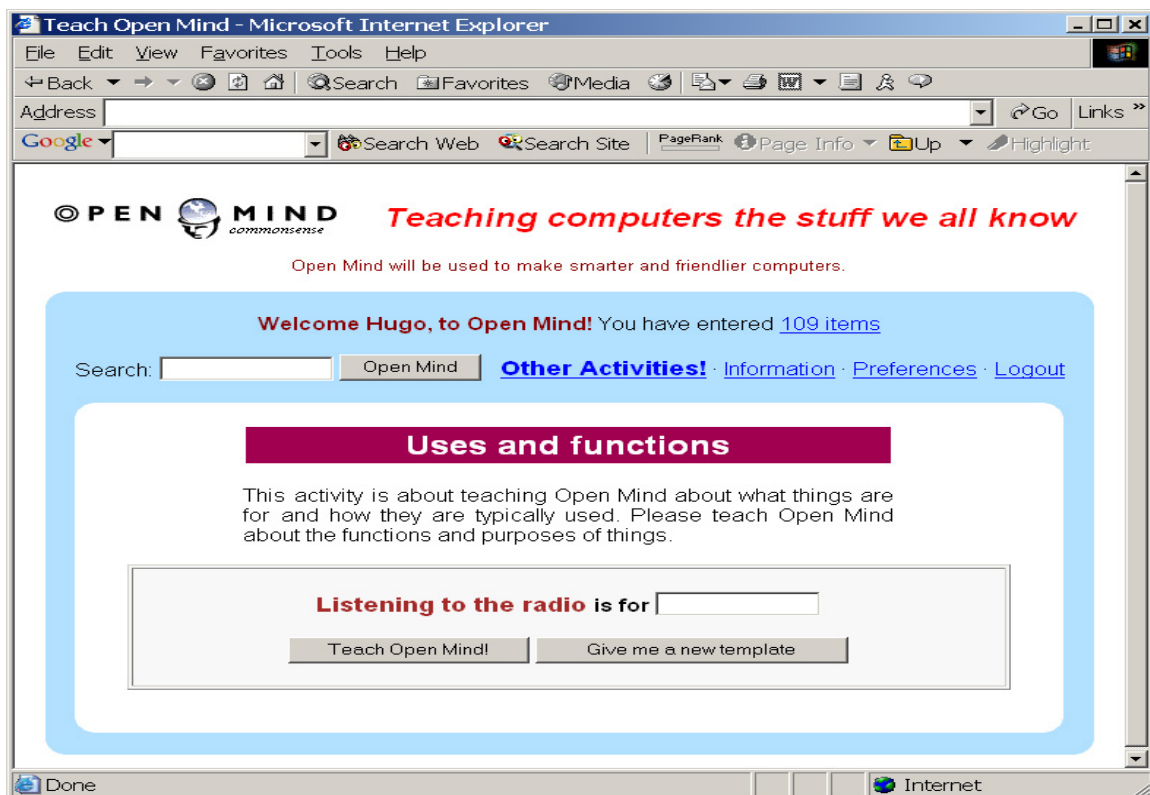 Teach Open Mind - Microsoft Internet Explorer
File Edit View Favorites Tools Help
Back Search Favorites Media
Address Go Links »
Google Search Web Search Site PageRank Page Info Up Highlight
OPEN MIND Teaching computers the stuff we all know
commonsense
Open Mind will be used to make smarter and friendlier computers.
Welcome Hugo, to Open Mind! You have entered 109 items
Search: Open Mind Other Activities! · Information · Preferences · Logout
Uses and functions
This activity is about teaching Open Mind about what things are
for and how they are typically used. Please teach Open Mind
about the functions and purposes of things.
Listening to the radio is for
Teach Open Mind! Give me a new template
Done Internet